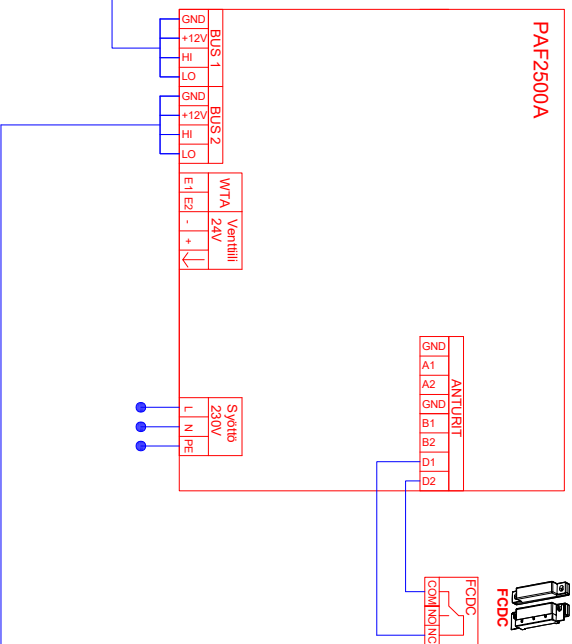 PAF2500A
BUS 1
GND
+12V
HI
LO
BUS 2
GND
+12V
HI
LO
WTA
E1
E2
Venttiili
24V
-
+
Syöttö
230V
L
N
PE
ANTURIT
GND
A1
A2
GND
B1
B2
D1
D2
FCDC
COM
NO
NC
FCDC